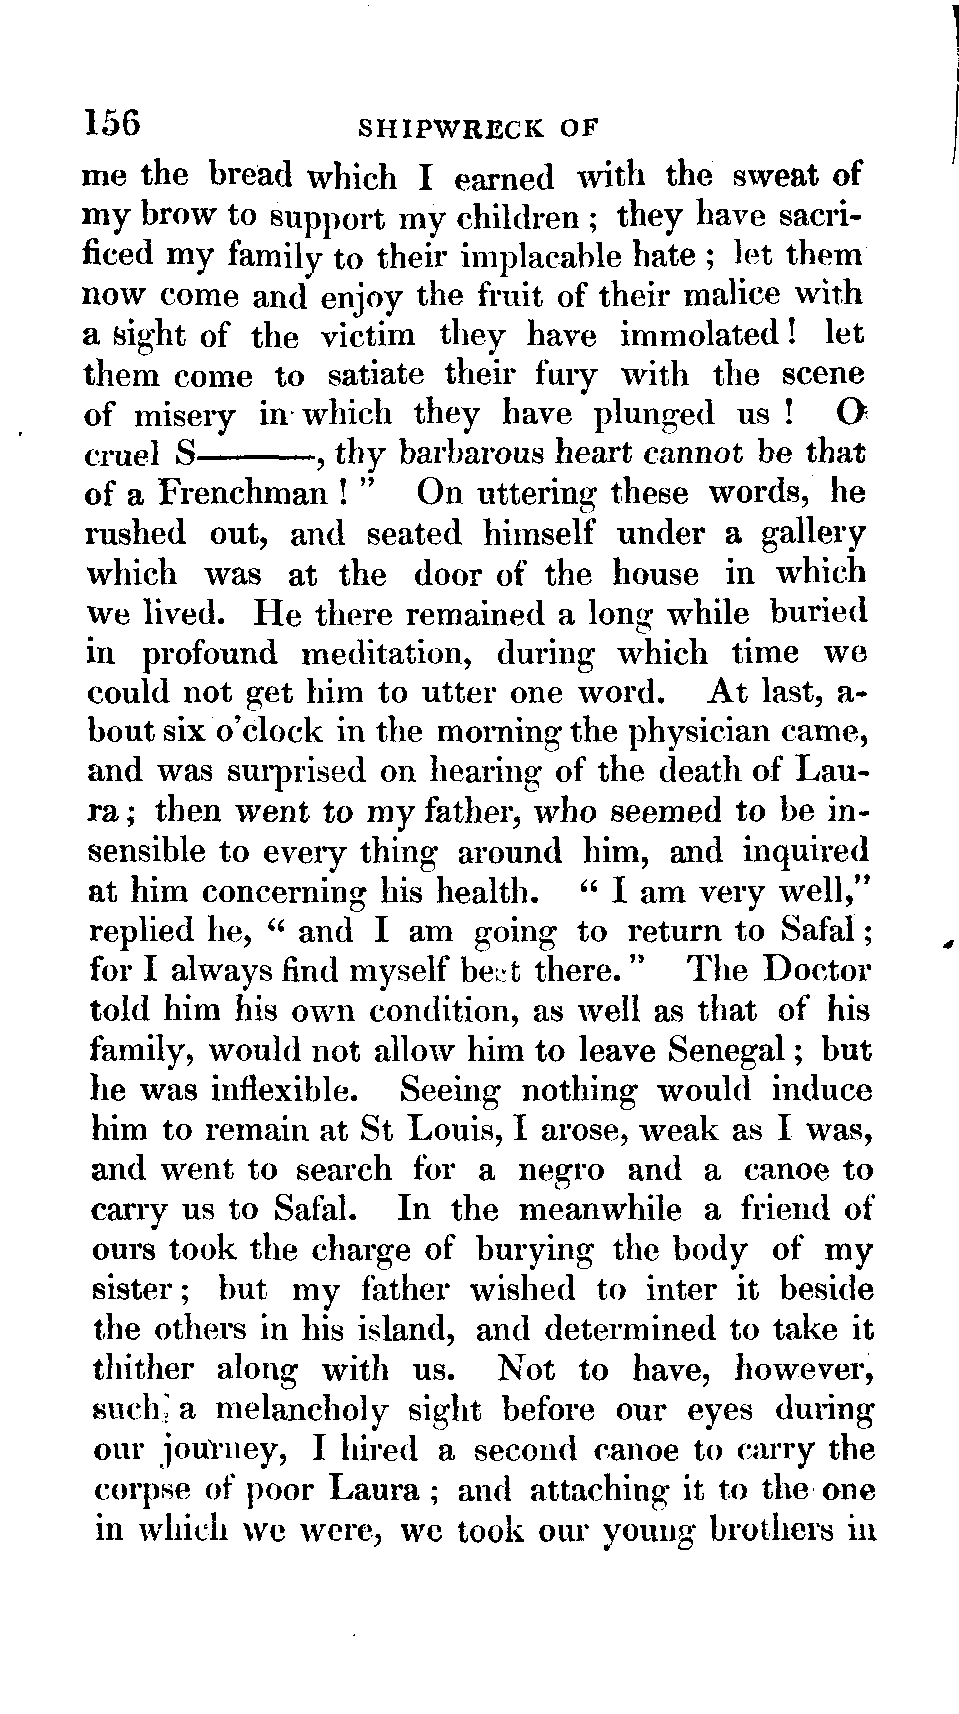 156 SHIPWRECK OF
me the bread which I earned with the sweat of
my brow to support my children ; they have sacri-
ficed my family to their implacable hate ; let them
now come and enjoy the fruit of their malice with
a sight of the victim they have immolated ! let
them come to satiate their fury with the scene
of misery in which they have plunged us ! O
cruel S———, thy barbarous heart cannot be that
of a Frenchman ! " On uttering these words, he
rushed out, and seated himself under a gallery
which was at the door of the house in which
we lived. He there remained a long while buried
in profound meditation, during which time we
could not get him to utter one word. At last, a-
bout six o'clock in the morning the physician came,
and was surprised on hearing of the death of Lau-
ra ; then went to my father, who seemed to be in-
sensible to every thing around him, and inquired
at him concerning his health. " I am very well,"
replied he, " and I am going to return to Safal ;
for I always find myself best there. " The Doctor
told him his own condition, as well as that of his
family, would not allow him to leave Senegal ; but
he was inflexible. Seeing nothing would induce
him to remain at St Louis, I arose, weak as I was,
and went to search for a negro and a canoe to
carry us to Safal. In the meanwhile a friend of
ours took the charge of burying the body of my
sister ; but my father wished to inter it beside
the others in his island, and determined to take it
thither along with us. Not to have, however,
such a melancholy sight before our eyes during
our journey, I hired a second canoe to carry the
corpse of poor Laura ; and attaching it to the one
in which we were, we took our young brothers in